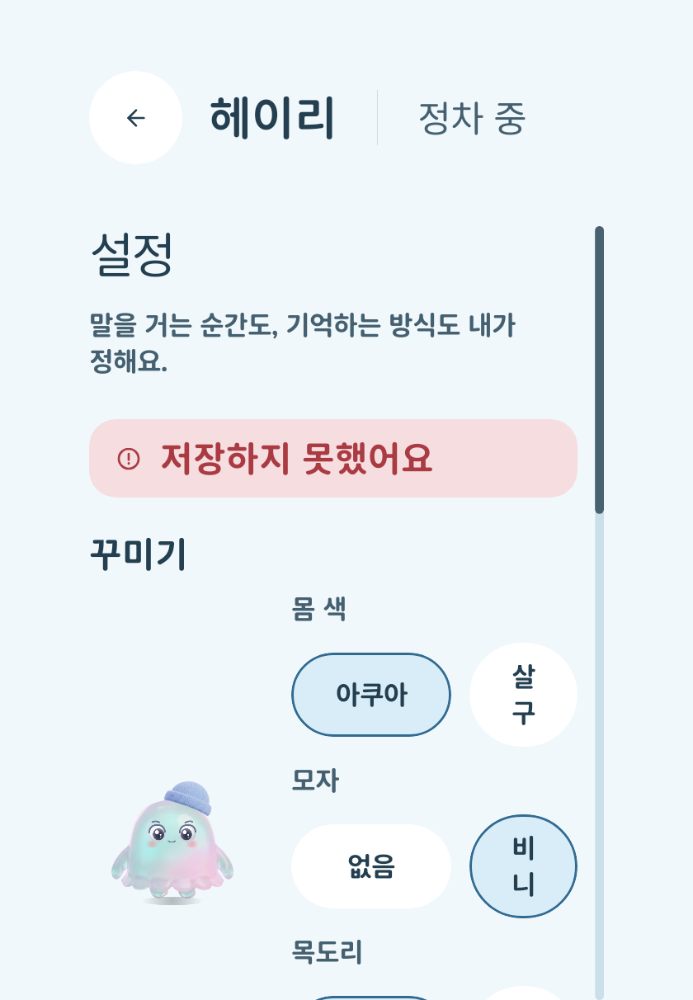 헤이리
정차 중
설정
말을 거는 순간도, 기억하는 방식도 내가
정해요.
저장하지 못했어요
꾸미기
몸 색
아쿠아
살
구
모자
없음
비
니
목도리